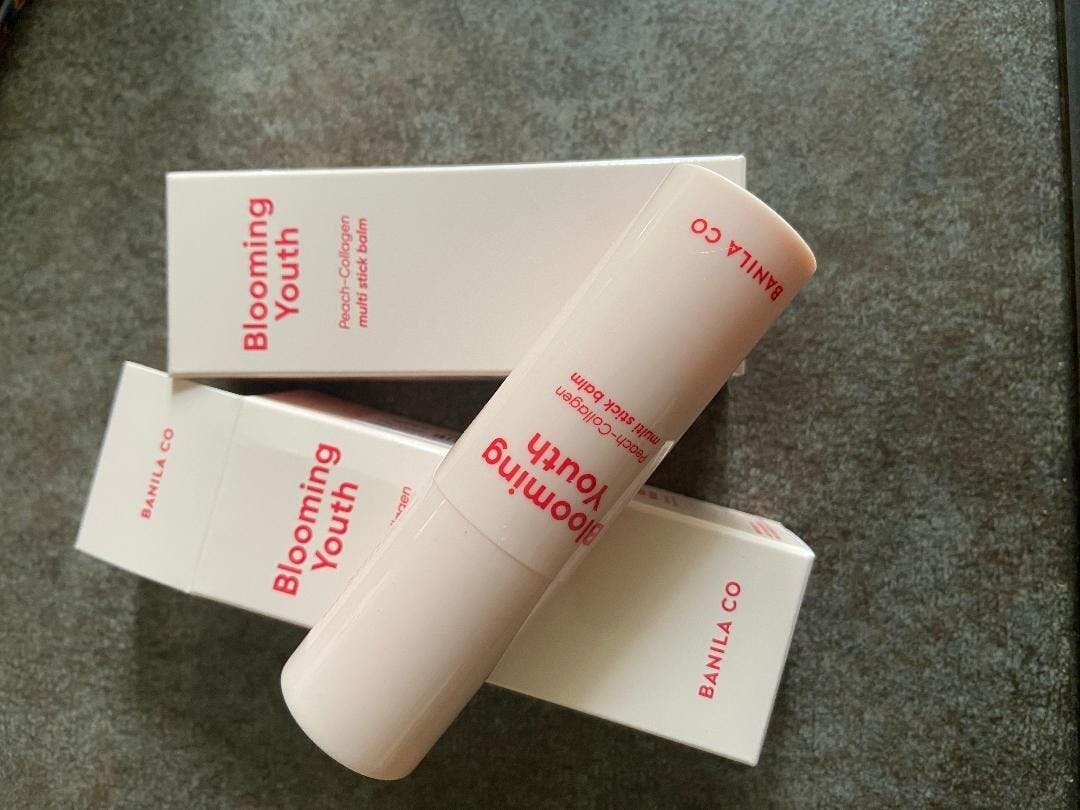 Blooming
Youth
Peach-Collagen
multi stick balm
BANILA CO
Blooming
Youth
BANILA CO
Blooming
Youth
Peach-Collagen
multi stick balm
BANILA CO